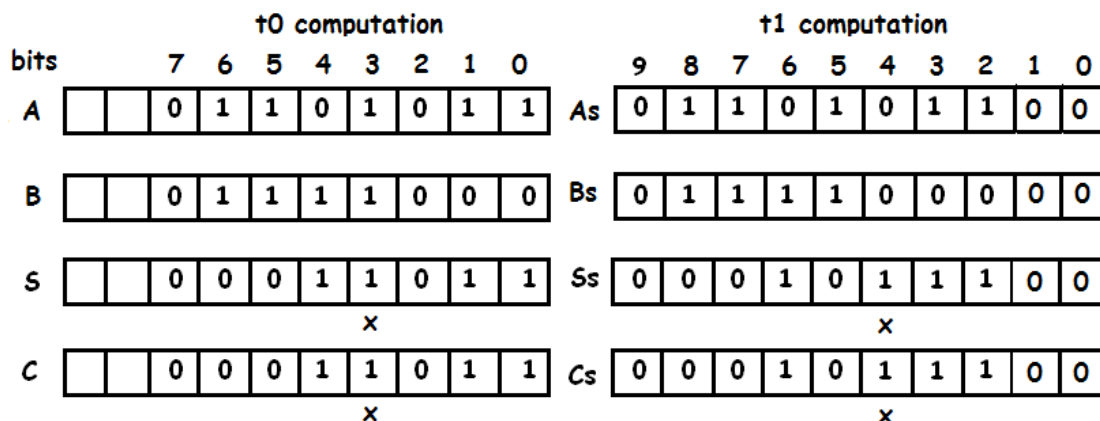 t0 computation t1 computation
bits 7 6 5 4 3 2 1 0 9 8 7 6 5 4 3 2 1 0
A 0 1 1 0 1 0 1 1 As 0 1 1 0 1 0 1 1 0 0
B 0 1 1 1 1 0 0 0 Bs 0 1 1 1 1 0 0 0 0 0
S 0 0 0 1 1 0 1 1 Ss 0 0 0 1 0 1 1 1 0 0
x x
C 0 0 0 1 1 0 1 1 Cs 0 0 0 1 0 1 1 1 0 0
x x